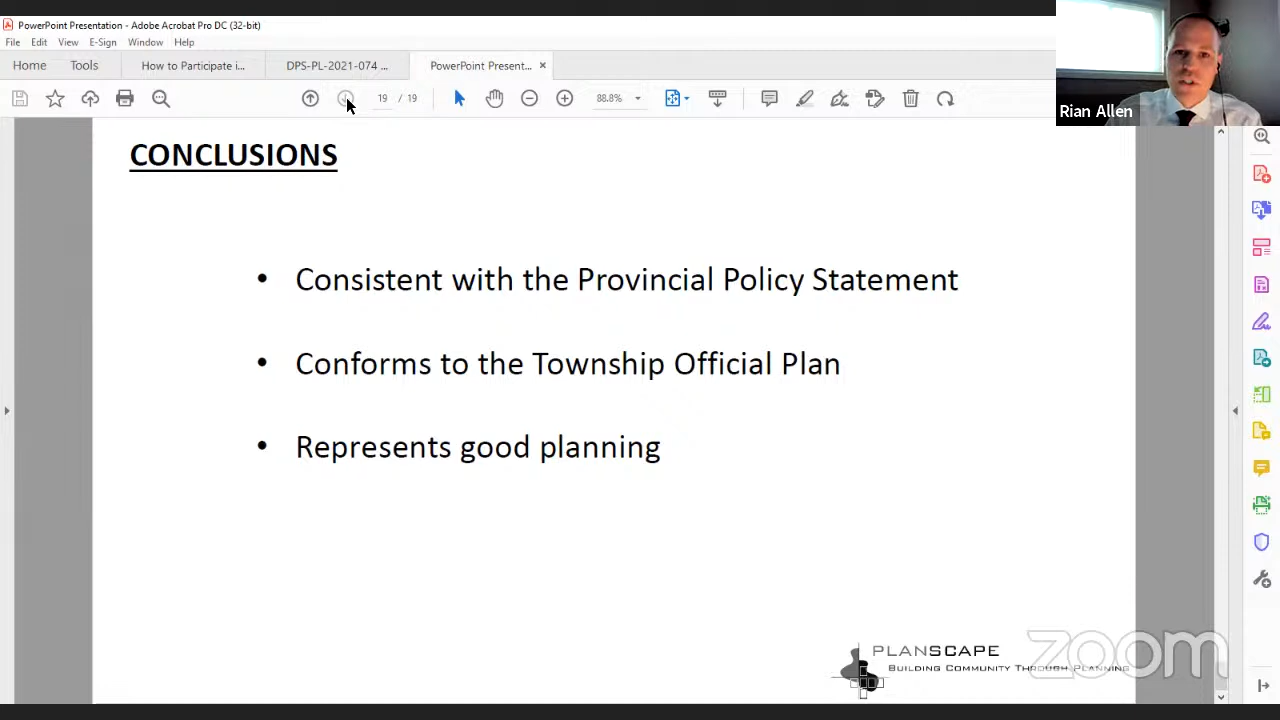 PowerPoint Presentation - Adobe Acrobat Pro DC (32-bit)
File Edit View E-Sign Window Help
Home Tools How to Participate i... DPS-PL-2021-074 ... PowerPoint Present... ×
19 / 19 88.8%
Rian Allen
CONCLUSIONS
• Consistent with the Provincial Policy Statement
• Conforms to the Township Official Plan
• Represents good planning
PLANSCAPE
BUILDING COMMUNITY THROUGH PLANNING
zoom